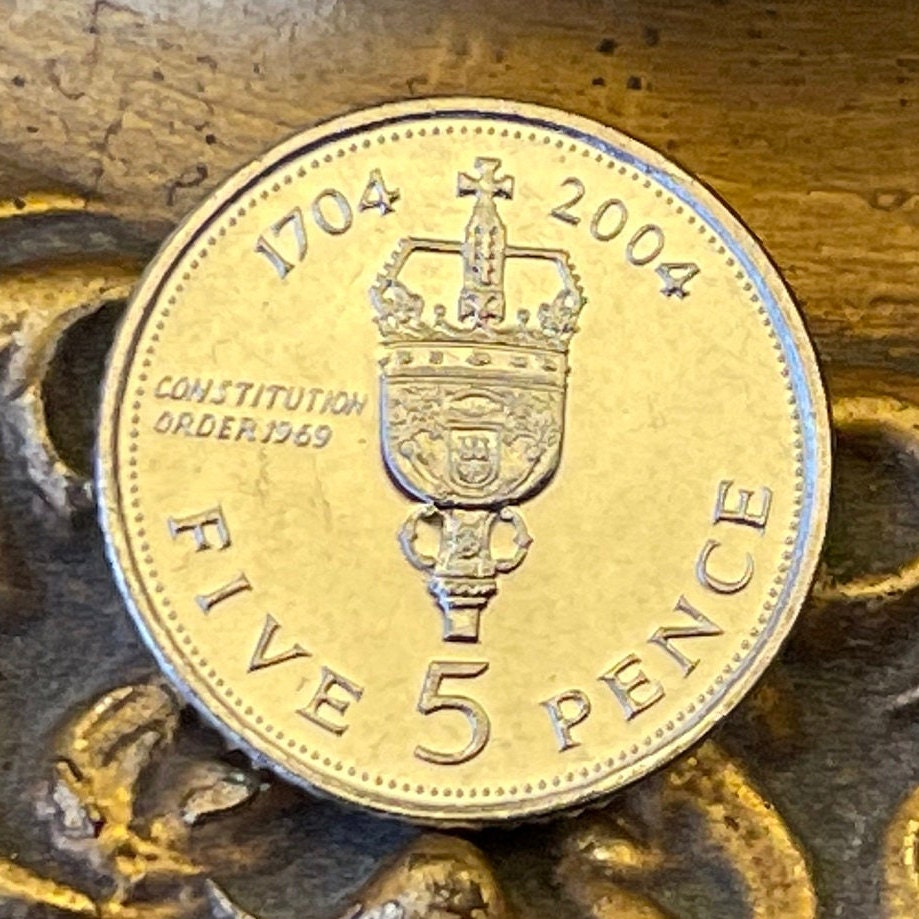 1704 2004
CONSTITUTION
ORDER 1969
FIVE 5 PENCE